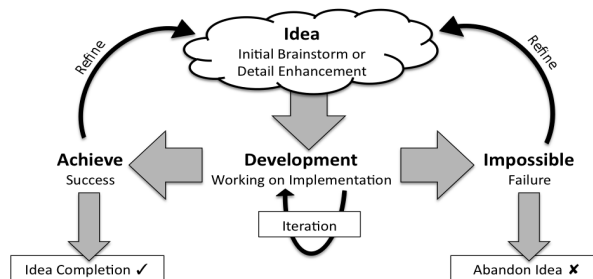 Idea
Initial Brainstorm or
Detail Enhancement
Refine
Refine
Achieve
Success
Development
Working on Implementation
Impossible
Failure
Iteration
Idea Completion ✓
Abandon Idea ✘